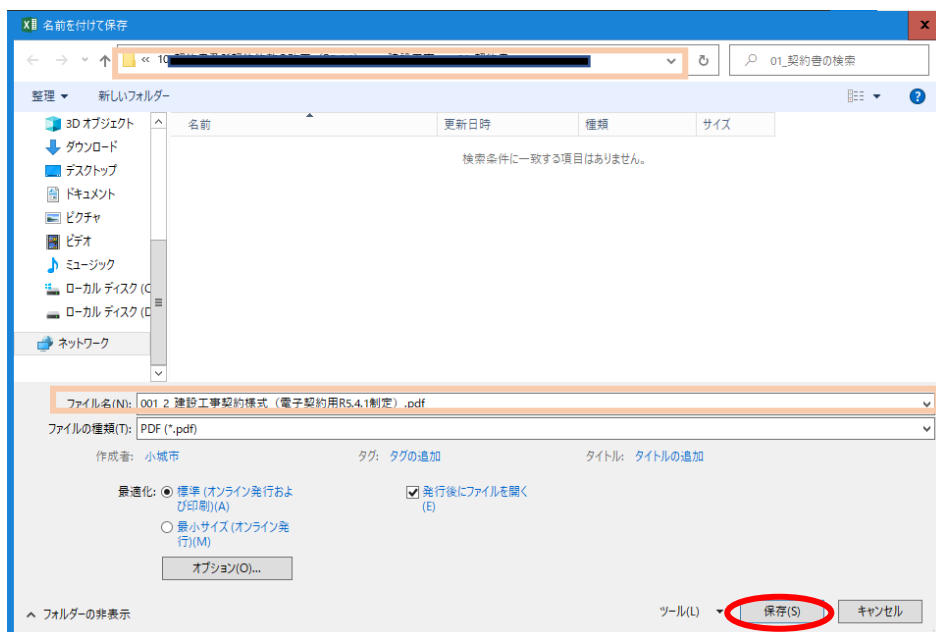 名前を付けて保存
« 10
01_契約書の検索
整理 新しいフォルダー
名前 更新日時 種類 サイズ
検索条件に一致する項目はありません。
3D オブジェクト
ダウンロード
デスクトップ
ドキュメント
ピクチャ
ビデオ
ミュージック
ローカル ディスク (C
ローカル ディスク (D
ネットワーク
ファイル名(N): 001_2_建設工事契約様式（電子契約用R5.4.1制定）.pdf
ファイルの種類(T): PDF (*.pdf)
作成者: 小城市 タグ: タグの追加 タイトル: タイトルの追加
最適化: 標準 (オンライン発行およ
び印刷)(A)
最小サイズ (オンライン発
行)(M)
発行後にファイルを開く
(E)
オプション(O)...
フォルダーの非表示 ツール(L) 保存(S) キャンセル